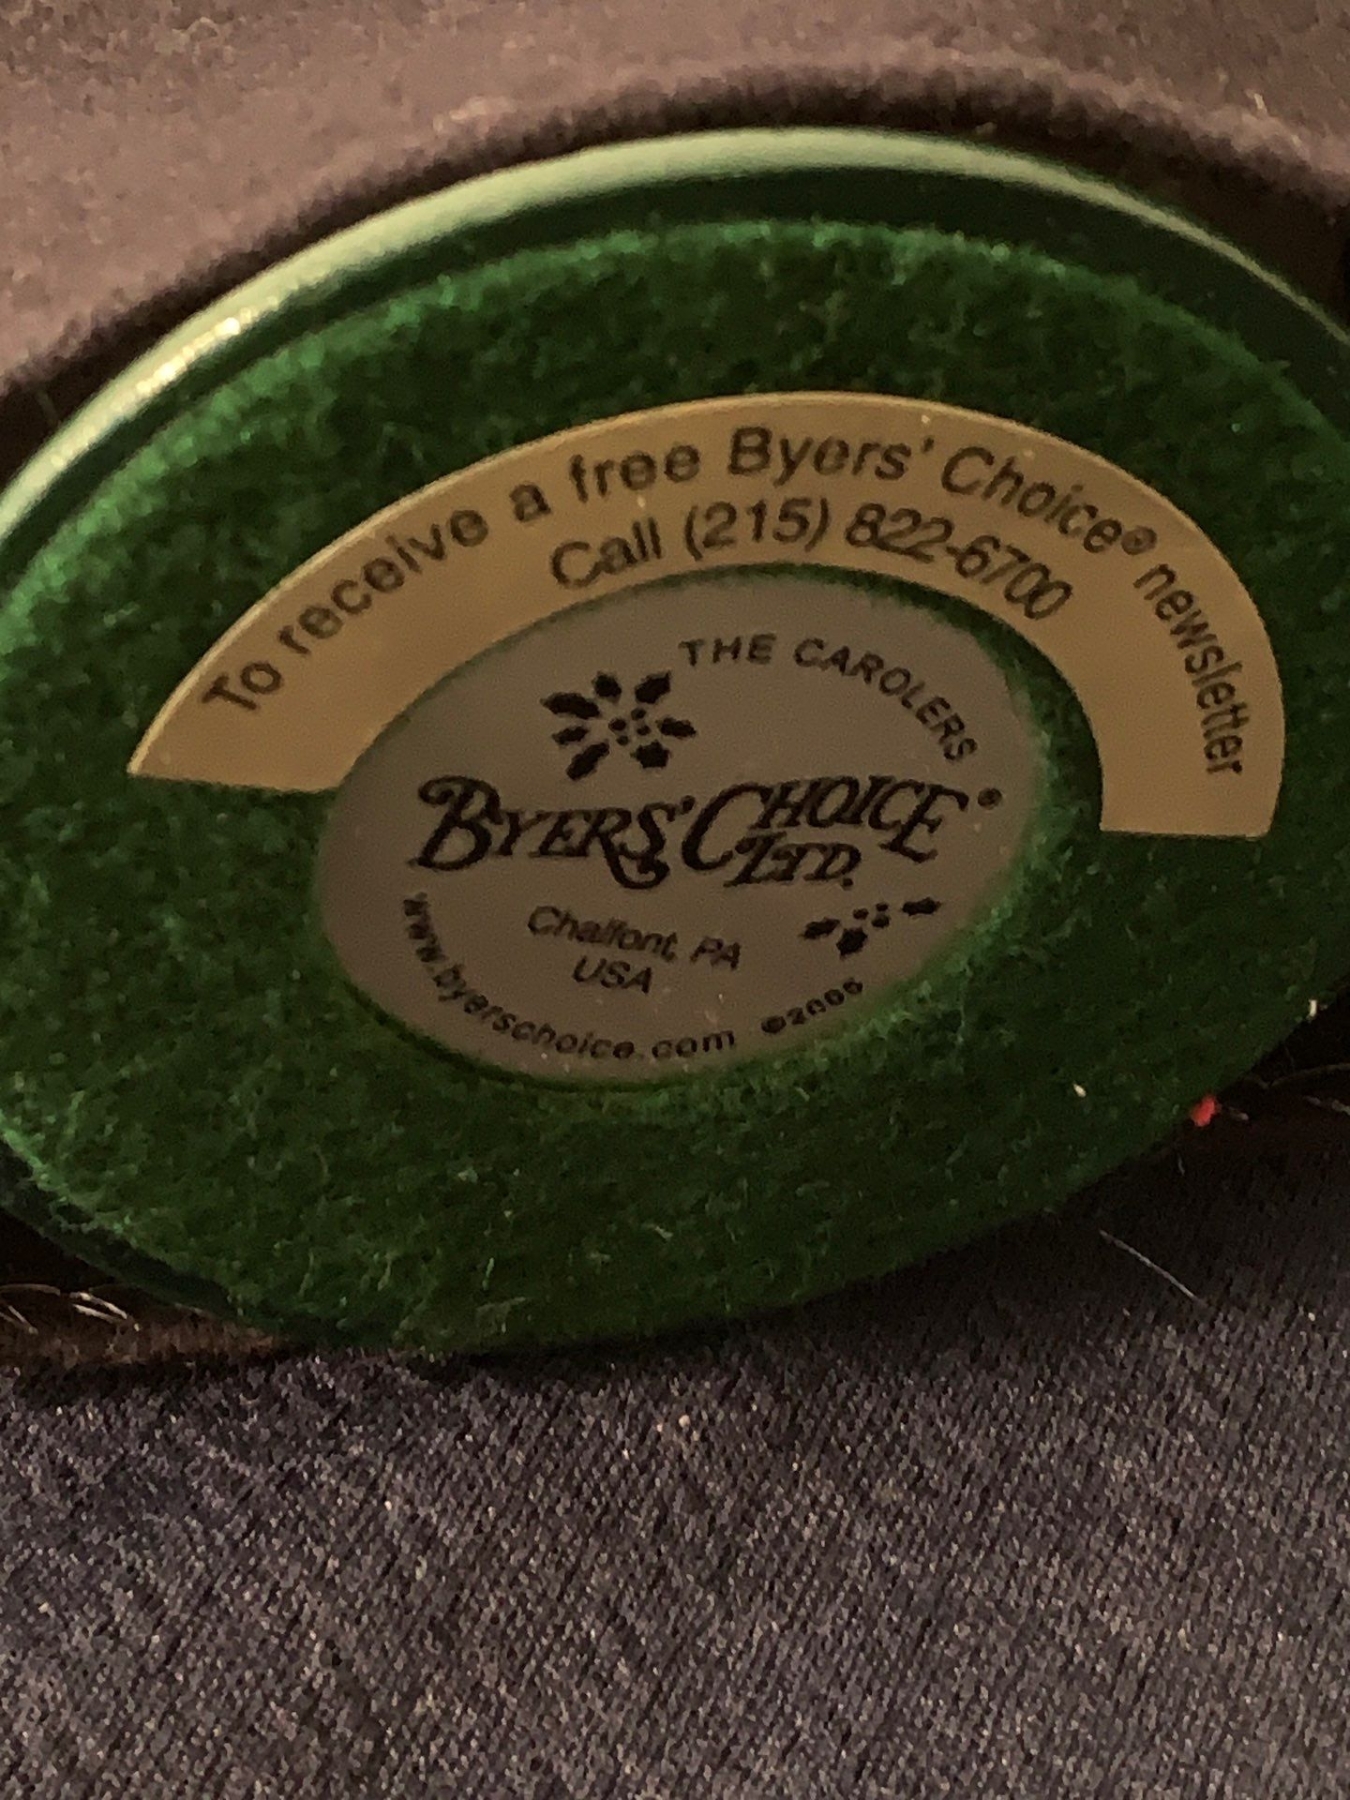 To receive a free Byers' Choice® newsletter
Call (215) 822-6700
THE CAROLERS
BYERS' CHOICE®
LTD.
Chalfont, PA
USA
www.byerschoice.com